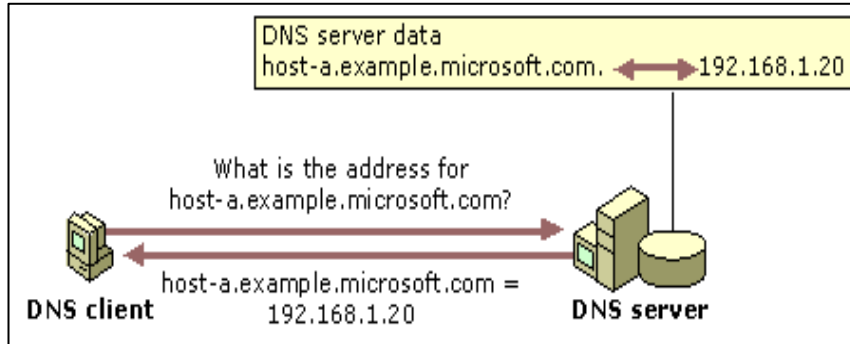 DNS server data
host-a.example.microsoft.com. 192.168.1.20
What is the address for
host-a.example.microsoft.com?
host-a.example.microsoft.com =
192.168.1.20
DNS client
DNS server